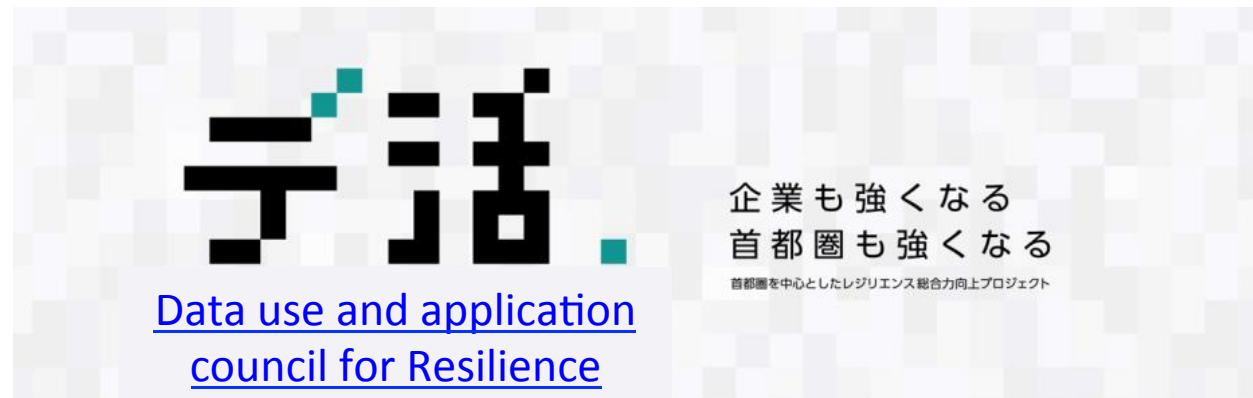 デ活.
Data use and application
council for Resilience
企業も強くなる
首都圏も強くなる
首都圏を中心としたレジリエンス総合力向上プロジェクト